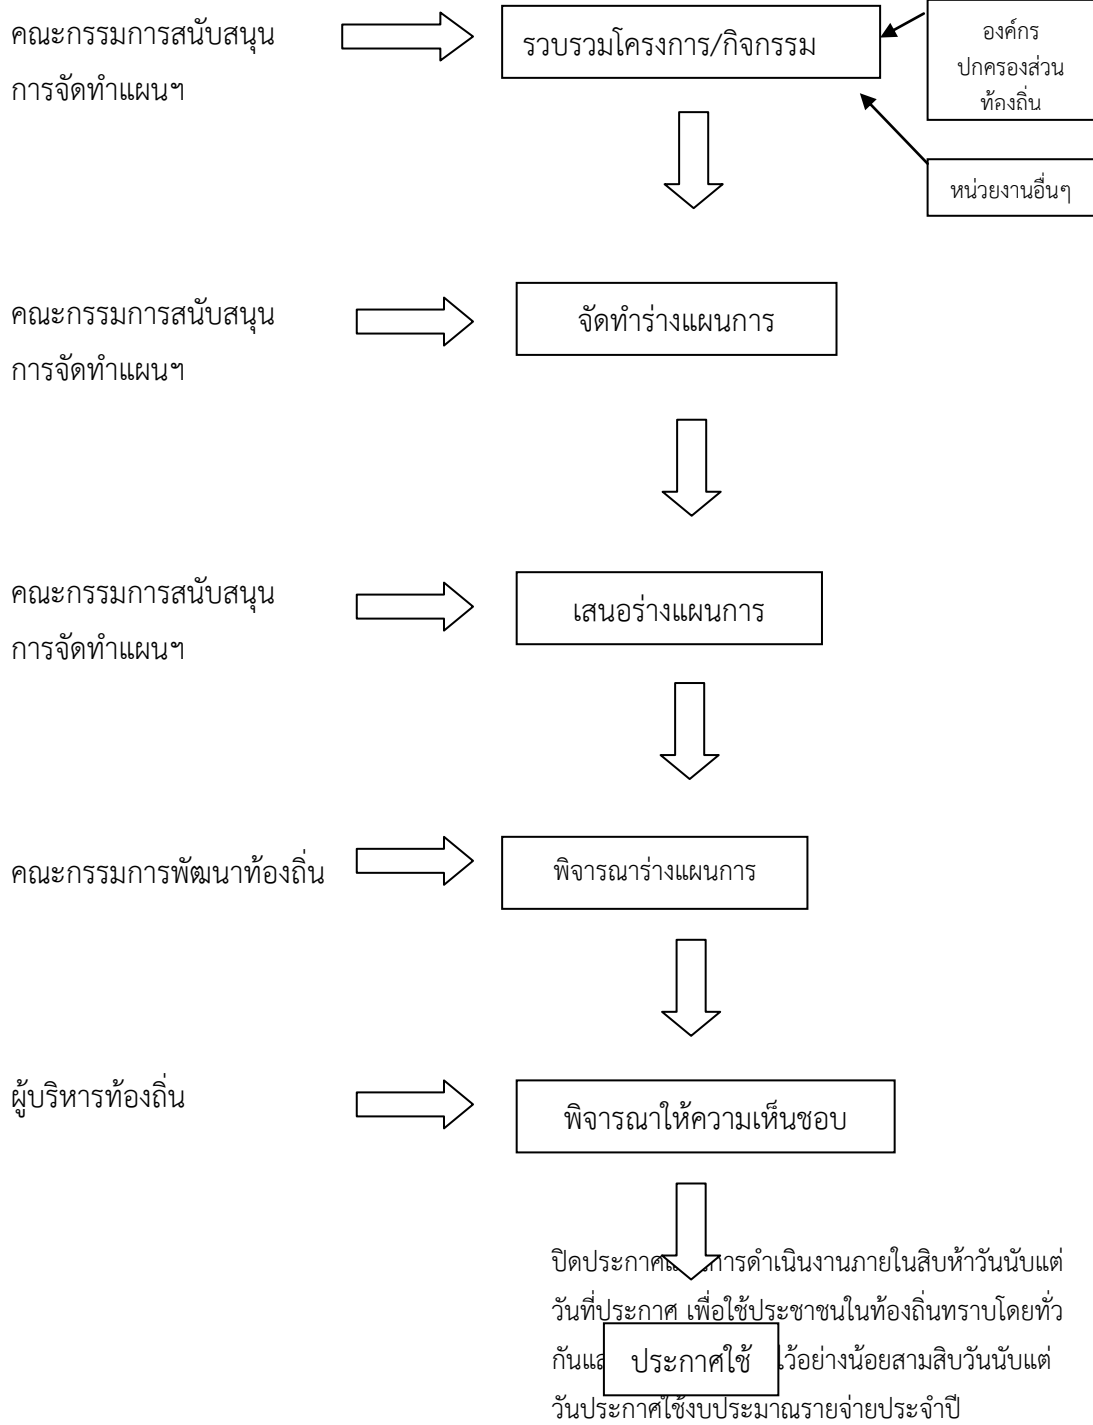 คณะกรรมการสนับสนุน
การจัดทำแผนฯ
รวบรวมโครงการ/กิจกรรม
องค์กร
ปกครองส่วน
ท้องถิ่น
หน่วยงานอื่นๆ
คณะกรรมการสนับสนุน
การจัดทำแผนฯ
จัดทำร่างแผนการ
คณะกรรมการสนับสนุน
การจัดทำแผนฯ
เสนอร่างแผนการ
คณะกรรมการพัฒนาท้องถิ่น
พิจารณาร่างแผนการ
ผู้บริหารท้องถิ่น
พิจารณาให้ความเห็นชอบ
ปิดประกาศ การดำเนินงานภายในสิบห้าวันนับแต่
วันที่ประกาศ เพื่อใช้ประชาชนในท้องถิ่นทราบโดยทั่ว
กัน ไว้อย่างน้อยสามสิบวันนับแต่
ประกาศใช้
วันประกาศใช้งบประมาณรายจ่ายประจำปี